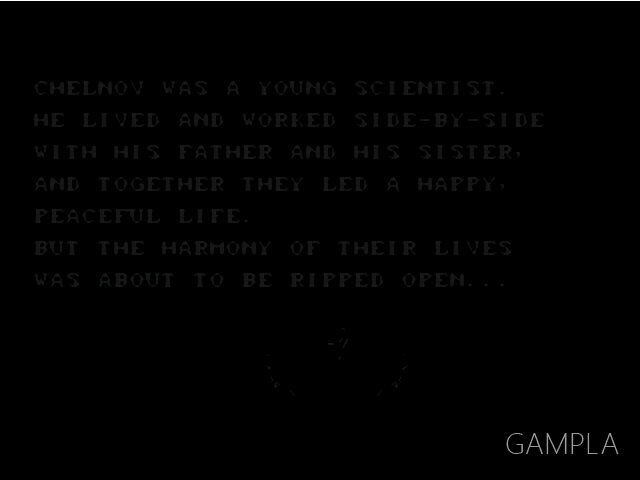 CHELNOV WAS A YOUNG SCIENTIST.
HE LIVED AND WORKED SIDE-BY-SIDE
WITH HIS FATHER AND HIS SISTER,
AND TOGETHER THEY LED A HAPPY,
PEACEFUL LIFE.
BUT THE HARMONY OF THEIR LIVES
WAS ABOUT TO BE RIPPED OPEN...
GAMPLA